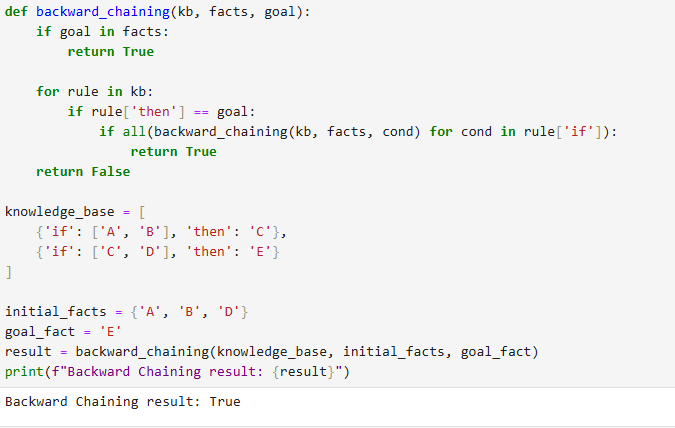 def backward_chaining(kb, facts, goal):
    if goal in facts:
        return True

    for rule in kb:
        if rule['then'] == goal:
            if all(backward_chaining(kb, facts, cond) for cond in rule['if']):
                return True
    return False

knowledge_base = [
    {'if': ['A', 'B'], 'then': 'C'},
    {'if': ['C', 'D'], 'then': 'E'}
]

initial_facts = {'A', 'B', 'D'}
goal_fact = 'E'
result = backward_chaining(knowledge_base, initial_facts, goal_fact)
print(f"Backward Chaining result: {result}")
Backward Chaining result: True